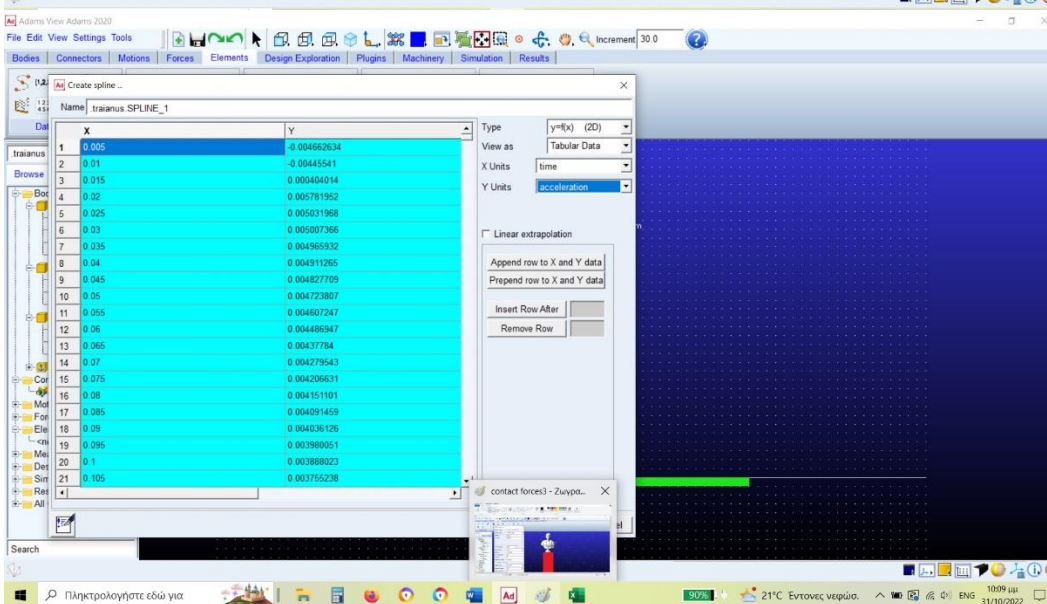 Adams View Adams 2020
File Edit View Settings Tools
Increment 30.0
Bodies Connectors Motions Forces Elements Design Exploration Plugins Machinery Simulation Results
Create spline ..
Name .traianus.SPLINE_1
X Y
1 0.005 -0.004662634
2 0.01 -0.00445541
3 0.015 0.000404014
4 0.02 0.005781952
5 0.025 0.005031968
6 0.03 0.005007366
7 0.035 0.004965932
8 0.04 0.004911265
9 0.045 0.004827709
10 0.05 0.004723807
11 0.055 0.004607247
12 0.06 0.004486947
13 0.065 0.00437784
14 0.07 0.004279543
15 0.075 0.004206631
16 0.08 0.004151101
17 0.085 0.004091459
18 0.09 0.004036126
19 0.095 0.003980051
20 0.1 0.003888023
21 0.105 0.003755238
Type y=f(x) (2D)
View as Tabular Data
X Units time
Y Units acceleration
Linear extrapolation
Append row to X and Y data
Prepend row to X and Y data
Insert Row After
Remove Row
traianus
Browse
Search
contact forces3 - Ζωγρα...
Πληκτρολογήστε εδώ για
90%
21°C Έντονες νεφώσ.
ENG
10:09 μμ
31/10/2022